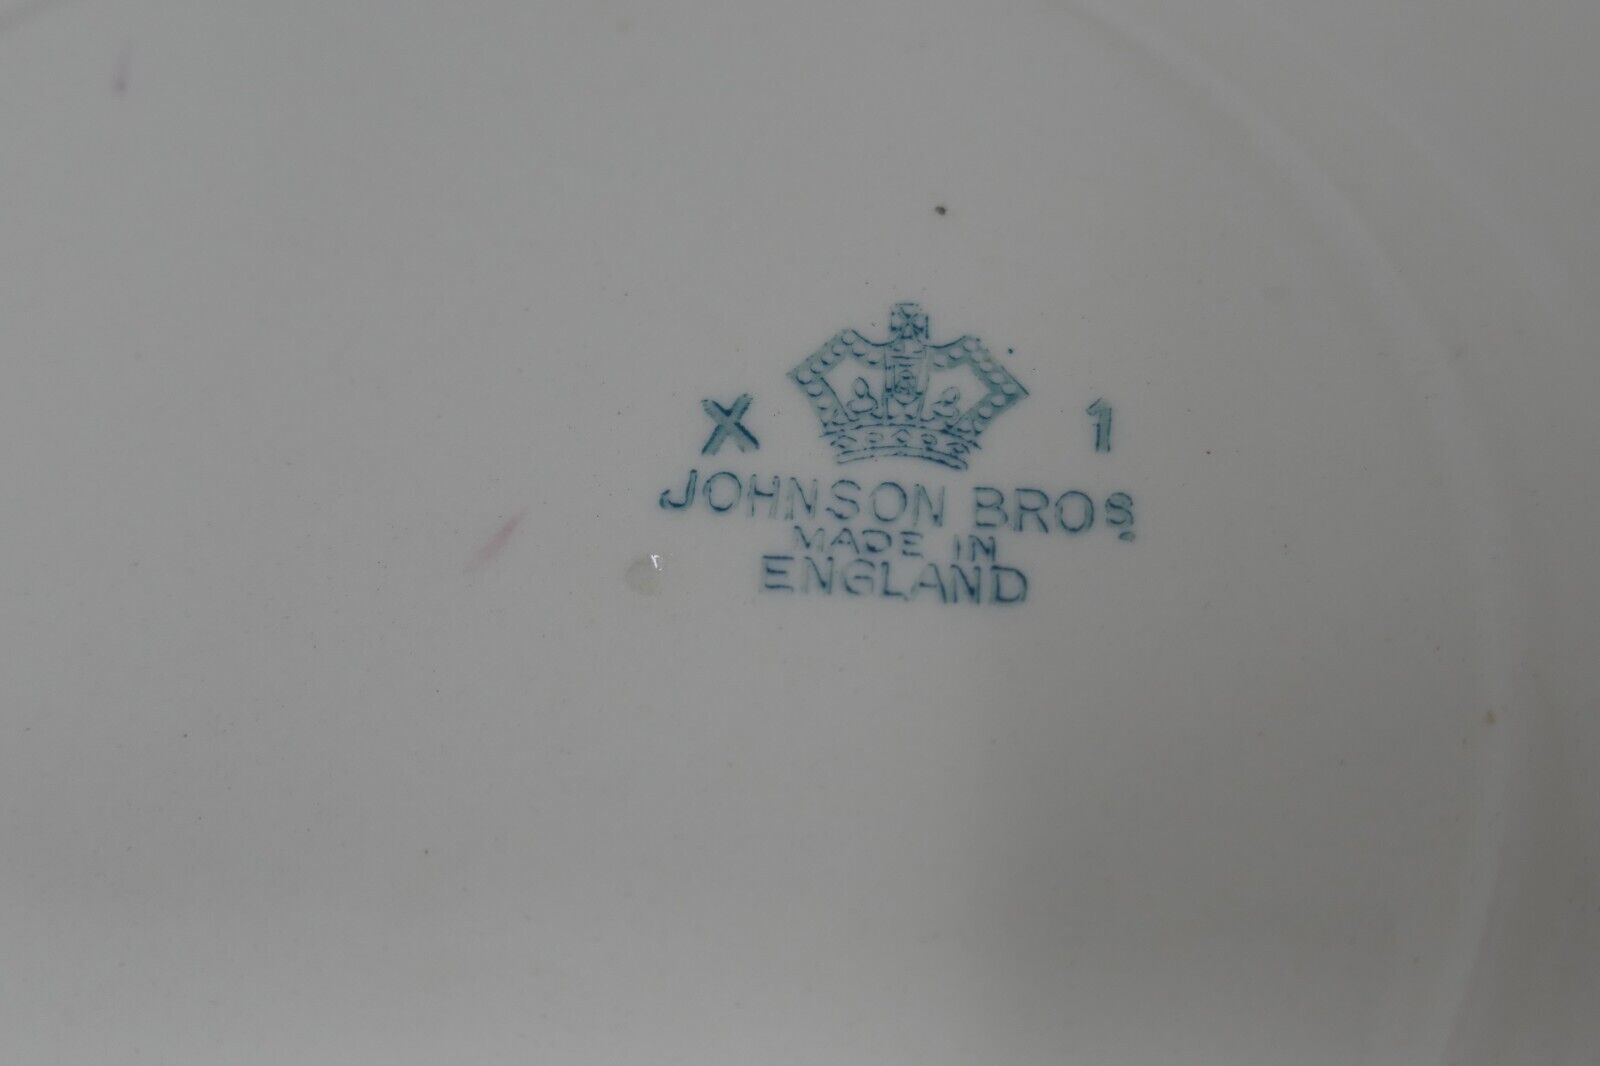 X 1
JOHNSON BROS.
MADE IN
ENGLAND